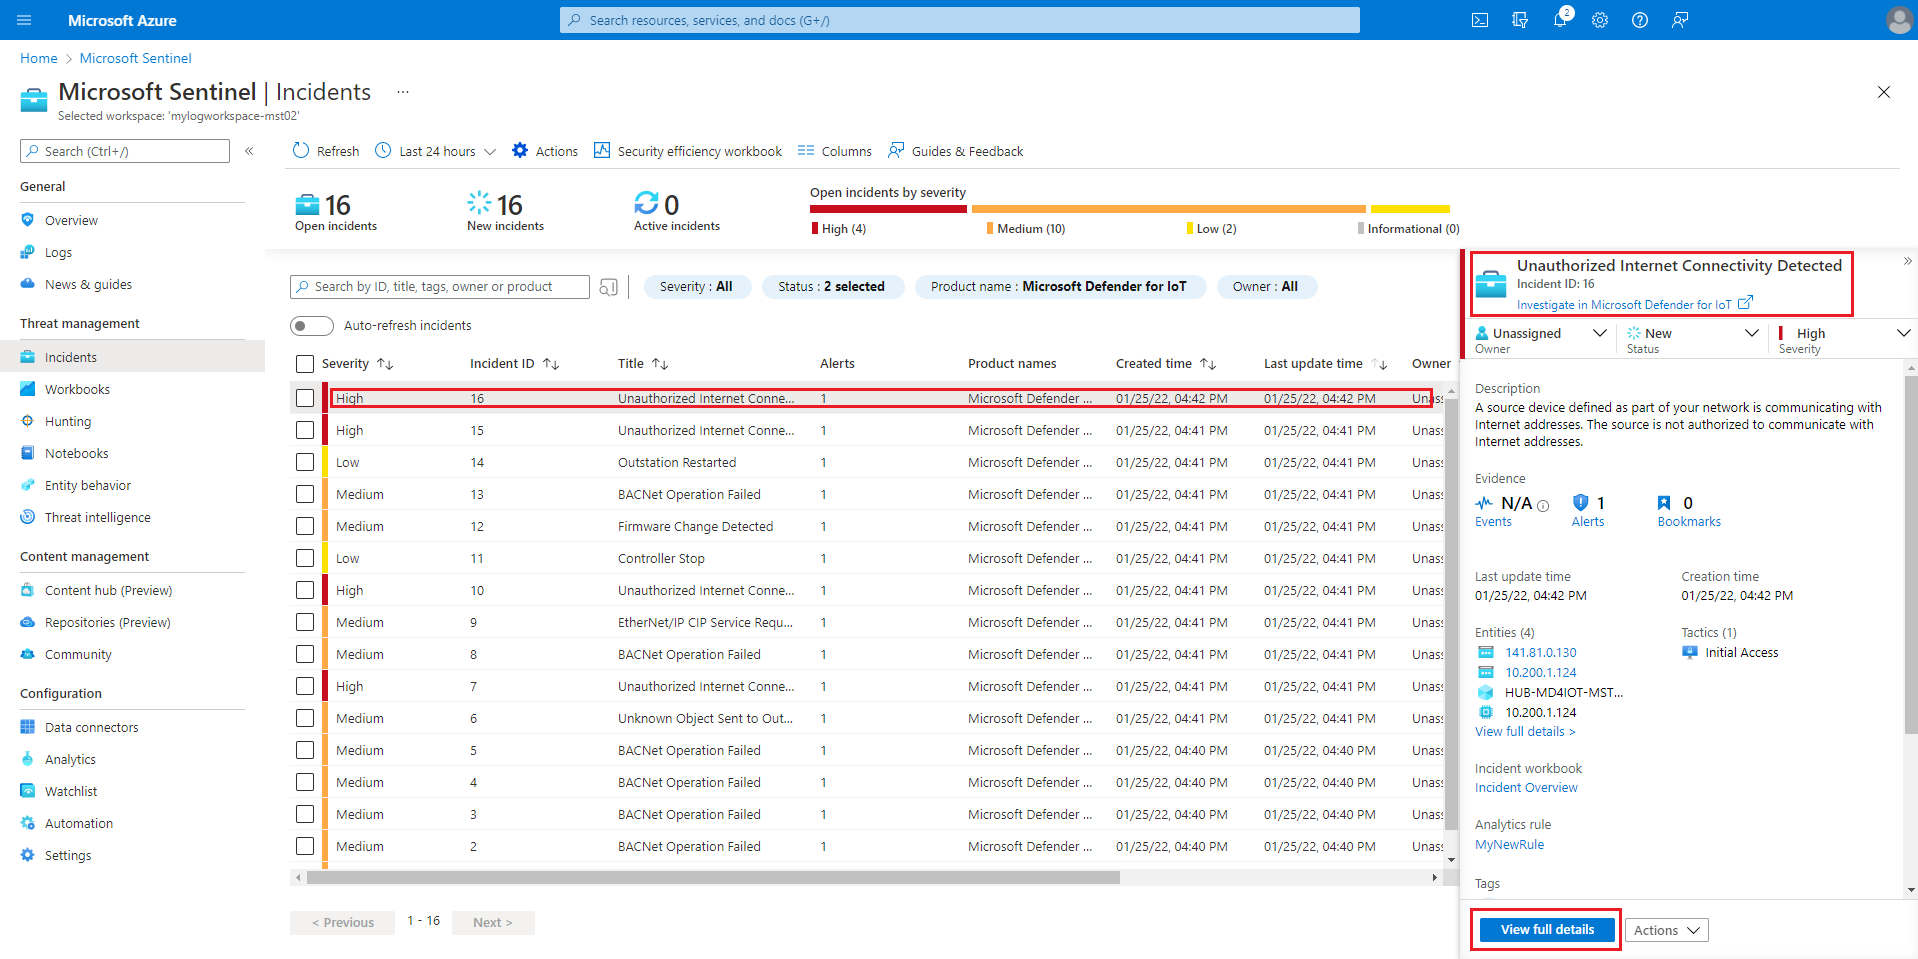 Microsoft Azure
Search resources, services, and docs (G+/)
2
Home > Microsoft Sentinel
Microsoft Sentinel | Incidents ...
Selected workspace: 'mylogworkspace-mst02'
Search (Ctrl+/)
«
General
Overview
Logs
News & guides
Threat management
Incidents
Workbooks
Hunting
Notebooks
Entity behavior
Threat intelligence
Content management
Content hub (Preview)
Repositories (Preview)
Community
Configuration
Data connectors
Analytics
Watchlist
Automation
Settings
Refresh Last 24 hours Actions Security efficiency workbook Columns Guides & Feedback
16 Open incidents
16 New incidents
0 Active incidents
Open incidents by severity
High (4) Medium (10) Low (2) Informational (0)
Search by ID, title, tags, owner or product
Severity : All Status : 2 selected Product name : Microsoft Defender for IoT Owner : All
Auto-refresh incidents
Severity Incident ID Title Alerts Product names Created time Last update time Owner
High 16 Unauthorized Internet Conne... 1 Microsoft Defender ... 01/25/22, 04:42 PM 01/25/22, 04:42 PM Unass
High 15 Unauthorized Internet Conne... 1 Microsoft Defender ... 01/25/22, 04:41 PM 01/25/22, 04:41 PM Unass
Low 14 Outstation Restarted 1 Microsoft Defender ... 01/25/22, 04:41 PM 01/25/22, 04:41 PM Unass
Medium 13 BACNet Operation Failed 1 Microsoft Defender ... 01/25/22, 04:41 PM 01/25/22, 04:41 PM Unass
Medium 12 Firmware Change Detected 1 Microsoft Defender ... 01/25/22, 04:41 PM 01/25/22, 04:41 PM Unass
Low 11 Controller Stop 1 Microsoft Defender ... 01/25/22, 04:41 PM 01/25/22, 04:41 PM Unass
High 10 Unauthorized Internet Conne... 1 Microsoft Defender ... 01/25/22, 04:41 PM 01/25/22, 04:41 PM Unass
Medium 9 EtherNet/IP CIP Service Requ... 1 Microsoft Defender ... 01/25/22, 04:41 PM 01/25/22, 04:41 PM Unass
Medium 8 BACNet Operation Failed 1 Microsoft Defender ... 01/25/22, 04:41 PM 01/25/22, 04:41 PM Unass
High 7 Unauthorized Internet Conne... 1 Microsoft Defender ... 01/25/22, 04:41 PM 01/25/22, 04:41 PM Unass
Medium 6 Unknown Object Sent to Out... 1 Microsoft Defender ... 01/25/22, 04:41 PM 01/25/22, 04:41 PM Unass
Medium 5 BACNet Operation Failed 1 Microsoft Defender ... 01/25/22, 04:40 PM 01/25/22, 04:40 PM Unass
Medium 4 BACNet Operation Failed 1 Microsoft Defender ... 01/25/22, 04:40 PM 01/25/22, 04:40 PM Unass
Medium 3 BACNet Operation Failed 1 Microsoft Defender ... 01/25/22, 04:40 PM 01/25/22, 04:40 PM Unass
Medium 2 BACNet Operation Failed 1 Microsoft Defender ... 01/25/22, 04:40 PM 01/25/22, 04:40 PM Unass
< Previous 1 - 16 Next >
Unauthorized Internet Connectivity Detected
»
Incident ID: 16
Investigate in Microsoft Defender for IoT
Unassigned New High
Owner Status Severity
Description
A source device defined as part of your network is communicating with
Internet addresses. The source is not authorized to communicate with
Internet addresses.
Evidence
N/A 1 0
Events Alerts Bookmarks
Last update time Creation time
01/25/22, 04:42 PM 01/25/22, 04:42 PM
Entities (4) Tactics (1)
141.81.0.130 Initial Access
10.200.1.124
HUB-MD4IOT-MST...
10.200.1.124
View full details >
Incident workbook
Incident Overview
Analytics rule
MyNewRule
Tags
View full details Actions